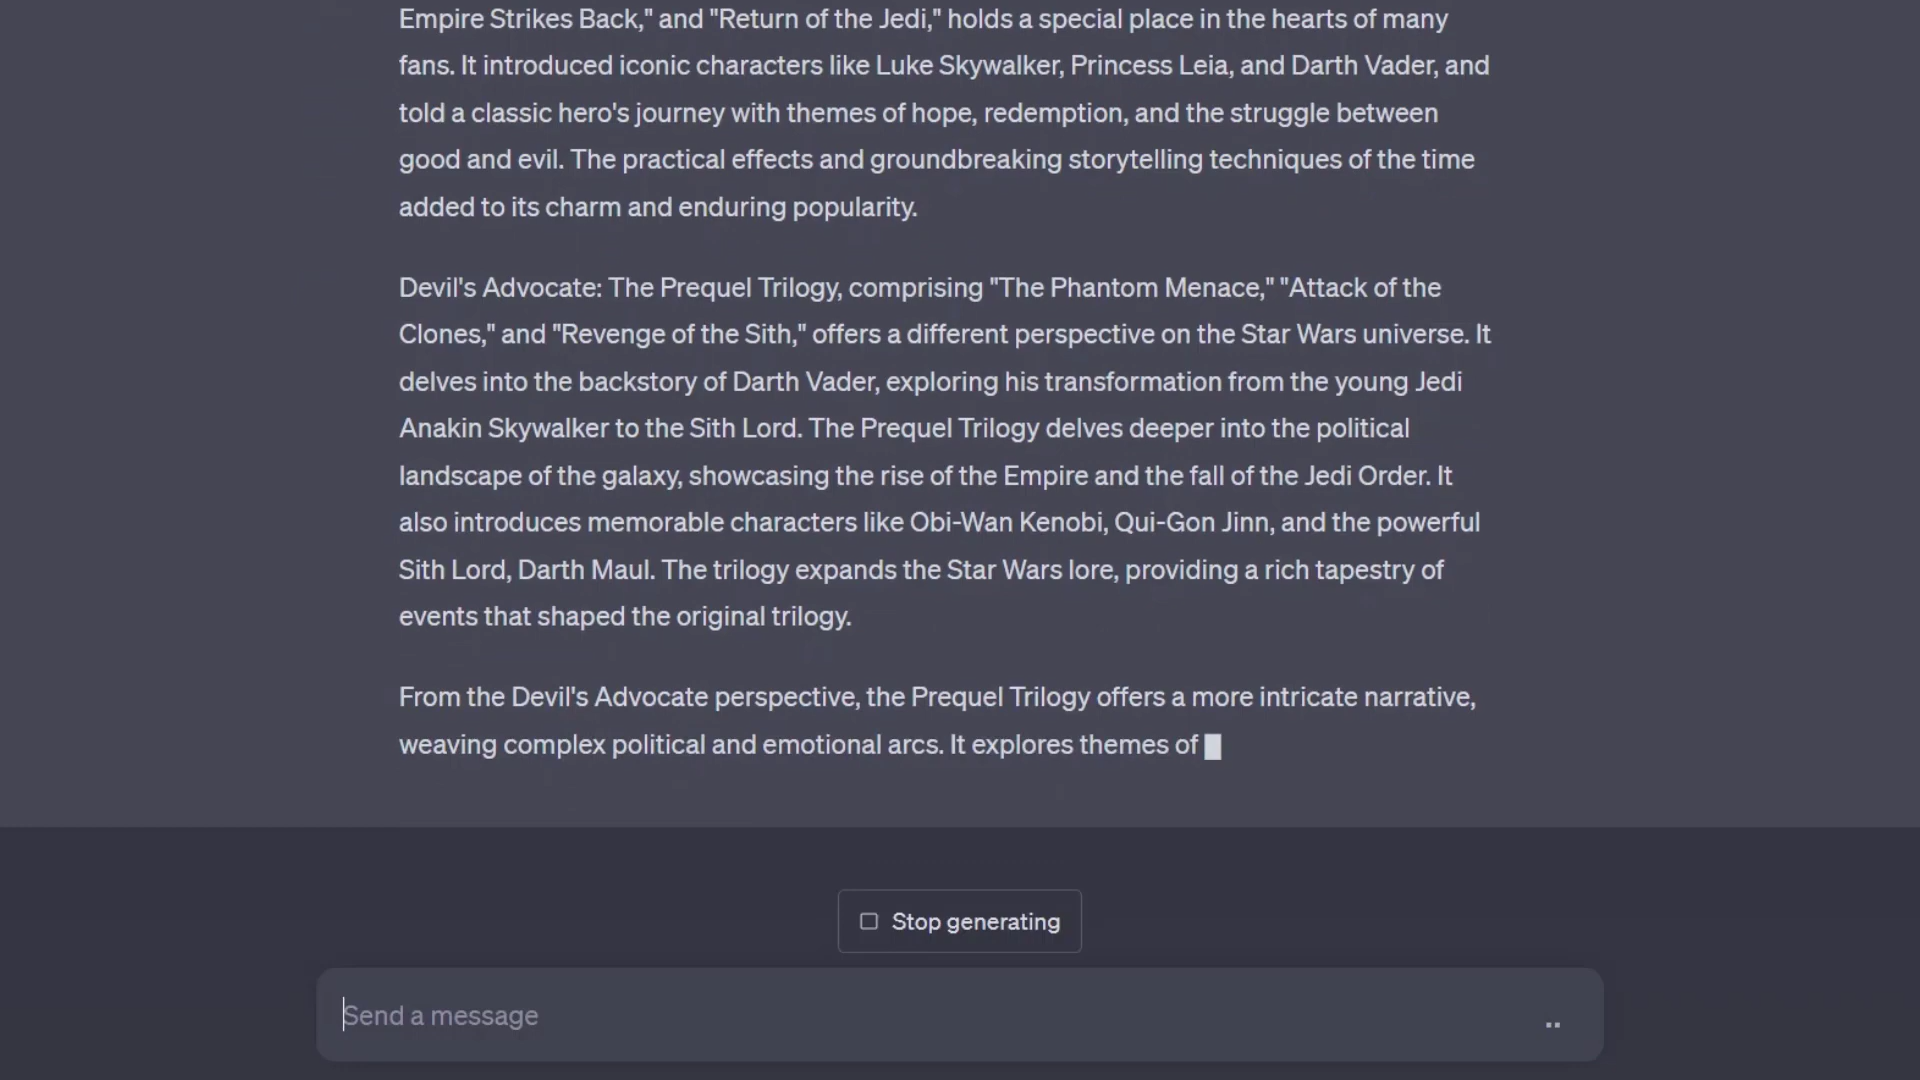 Empire Strikes Back," and "Return of the Jedi," holds a special place in the hearts of many
fans. It introduced iconic characters like Luke Skywalker, Princess Leia, and Darth Vader, and
told a classic hero's journey with themes of hope, redemption, and the struggle between
good and evil. The practical effects and groundbreaking storytelling techniques of the time
added to its charm and enduring popularity.
Devil's Advocate: The Prequel Trilogy, comprising "The Phantom Menace," "Attack of the
Clones," and "Revenge of the Sith," offers a different perspective on the Star Wars universe. It
delves into the backstory of Darth Vader, exploring his transformation from the young Jedi
Anakin Skywalker to the Sith Lord. The Prequel Trilogy delves deeper into the political
landscape of the galaxy, showcasing the rise of the Empire and the fall of the Jedi Order. It
also introduces memorable characters like Obi-Wan Kenobi, Qui-Gon Jinn, and the powerful
Sith Lord, Darth Maul. The trilogy expands the Star Wars lore, providing a rich tapestry of
events that shaped the original trilogy.
From the Devil's Advocate perspective, the Prequel Trilogy offers a more intricate narrative,
weaving complex political and emotional arcs. It explores themes of
Stop generating
Send a message